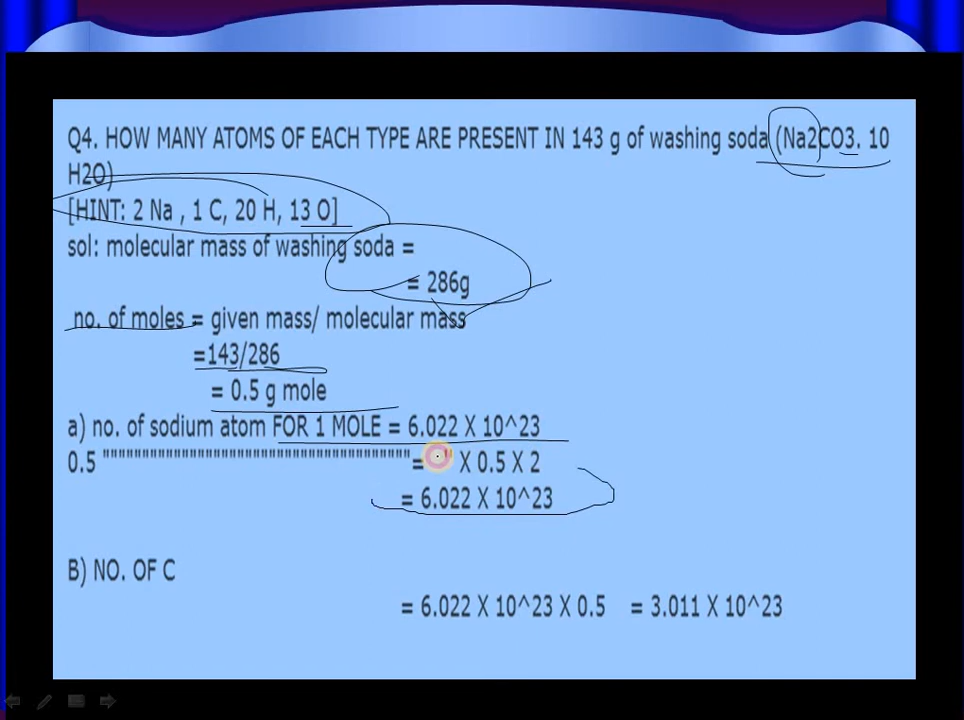 Q4. HOW MANY ATOMS OF EACH TYPE ARE PRESENT IN 143 g of washing soda (Na2CO3. 10
H2O)
[HINT: 2 Na , 1 C, 20 H, 13 O]
sol: molecular mass of washing soda =
= 286g
no. of moles = given mass/ molecular mass
=143/286
= 0.5 g mole
a) no. of sodium atom FOR 1 MOLE = 6.022 X 10^23
0.5 """"""""""""""""""""""""""""""""""""""" = " X 0.5 X 2
= 6.022 X 10^23
B) NO. OF C
= 6.022 X 10^23 X 0.5 = 3.011 X 10^23